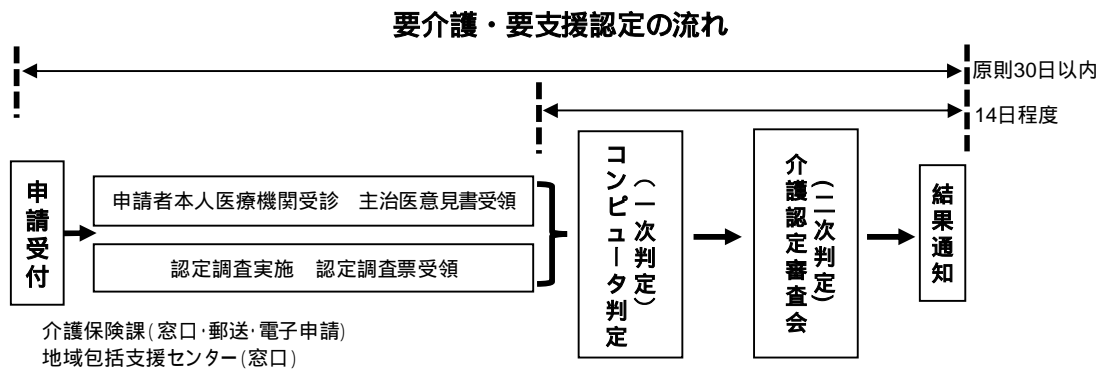 要介護・要支援認定の流れ
原則30日以内
14日程度
申請受付
申請者本人医療機関受診　主治医意見書受領
認定調査実施　認定調査票受領
コンピュータ判定
(一次判定)
介護認定審査会
(二次判定)
結果通知
介護保険課(窓口・郵送・電子申請)
地域包括支援センター(窓口)